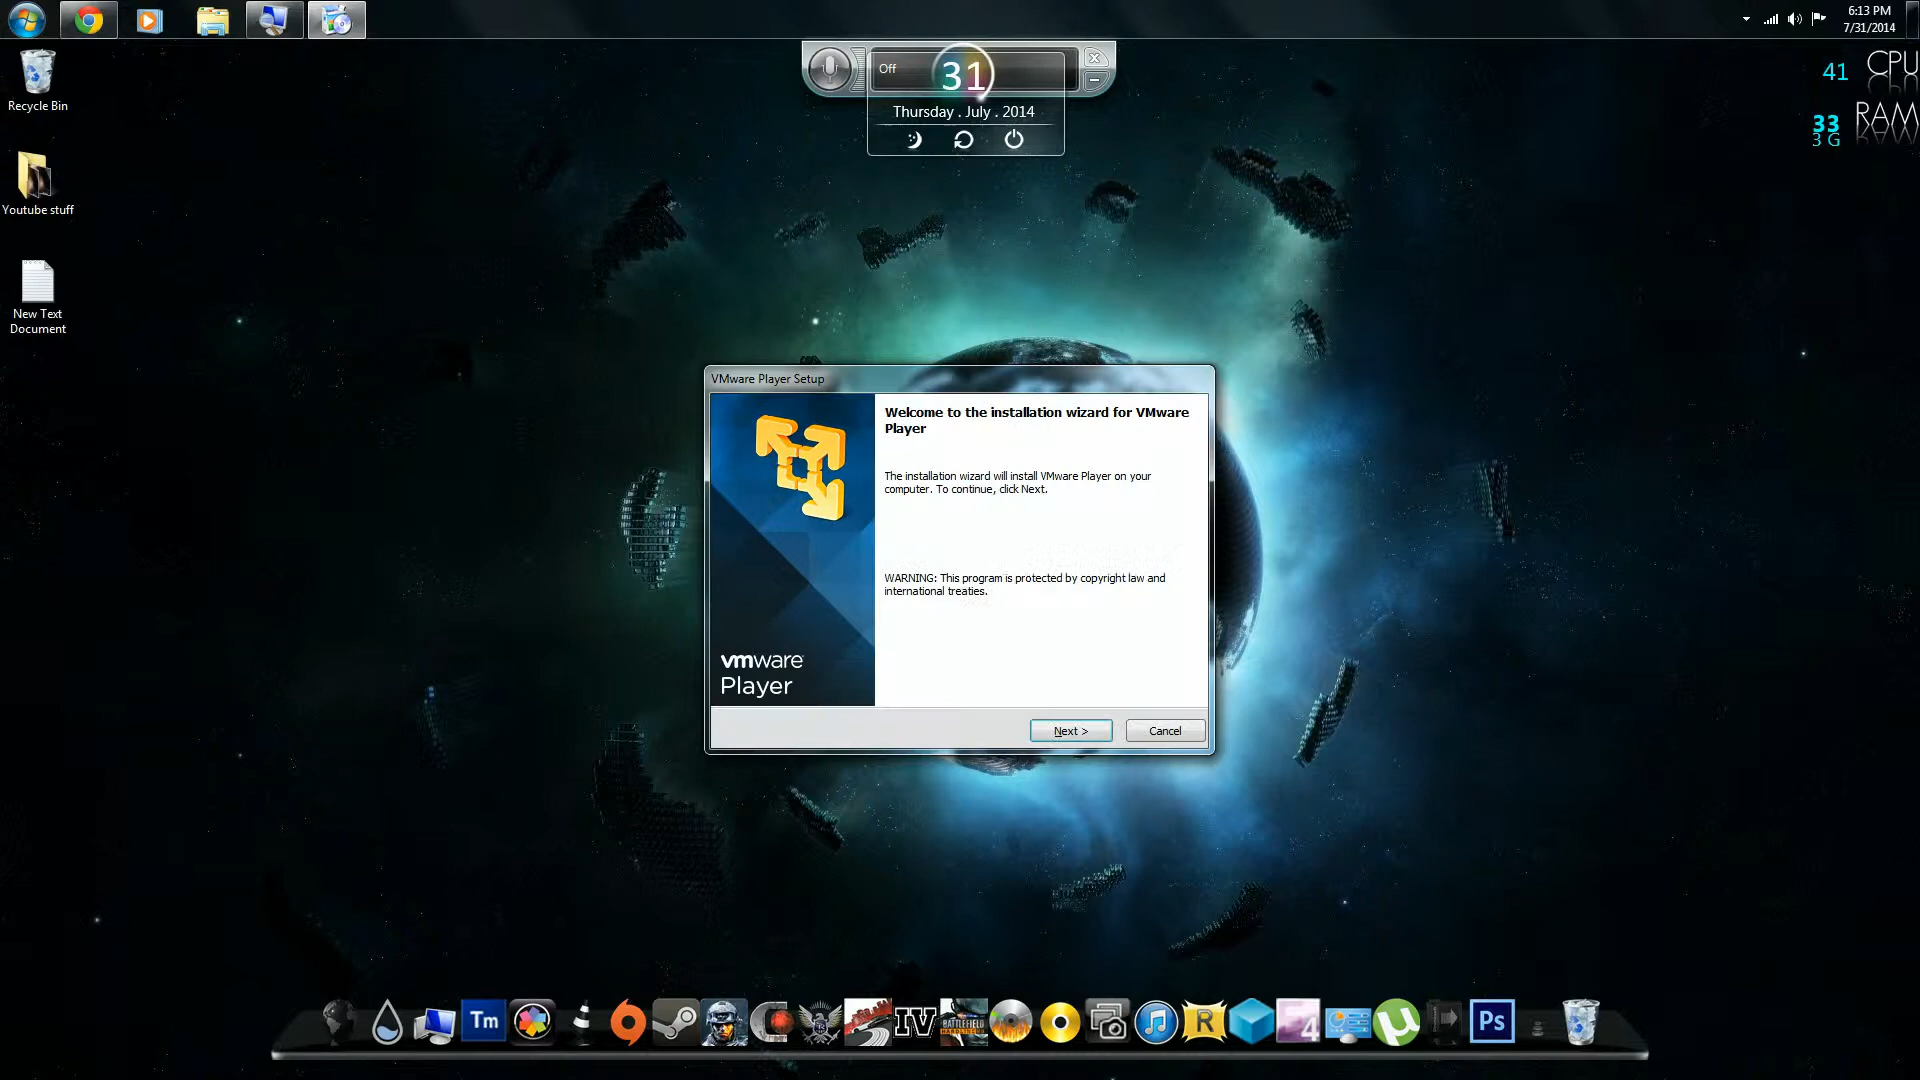 6:13 PM
7/31/2014
Recycle Bin
Youtube stuff
New Text
Document
Off
31
Thursday . July . 2014
41 CPU
33 RAM
3 G
VMware Player Setup
Welcome to the installation wizard for VMware
Player
The installation wizard will install VMware Player on your
computer. To continue, click Next.
WARNING: This program is protected by copyright law and
international treaties.
vmware
Player
Next >
Cancel
Tm
IV
BATTLEFIELD
HARDLINE
R
4
µ
Ps